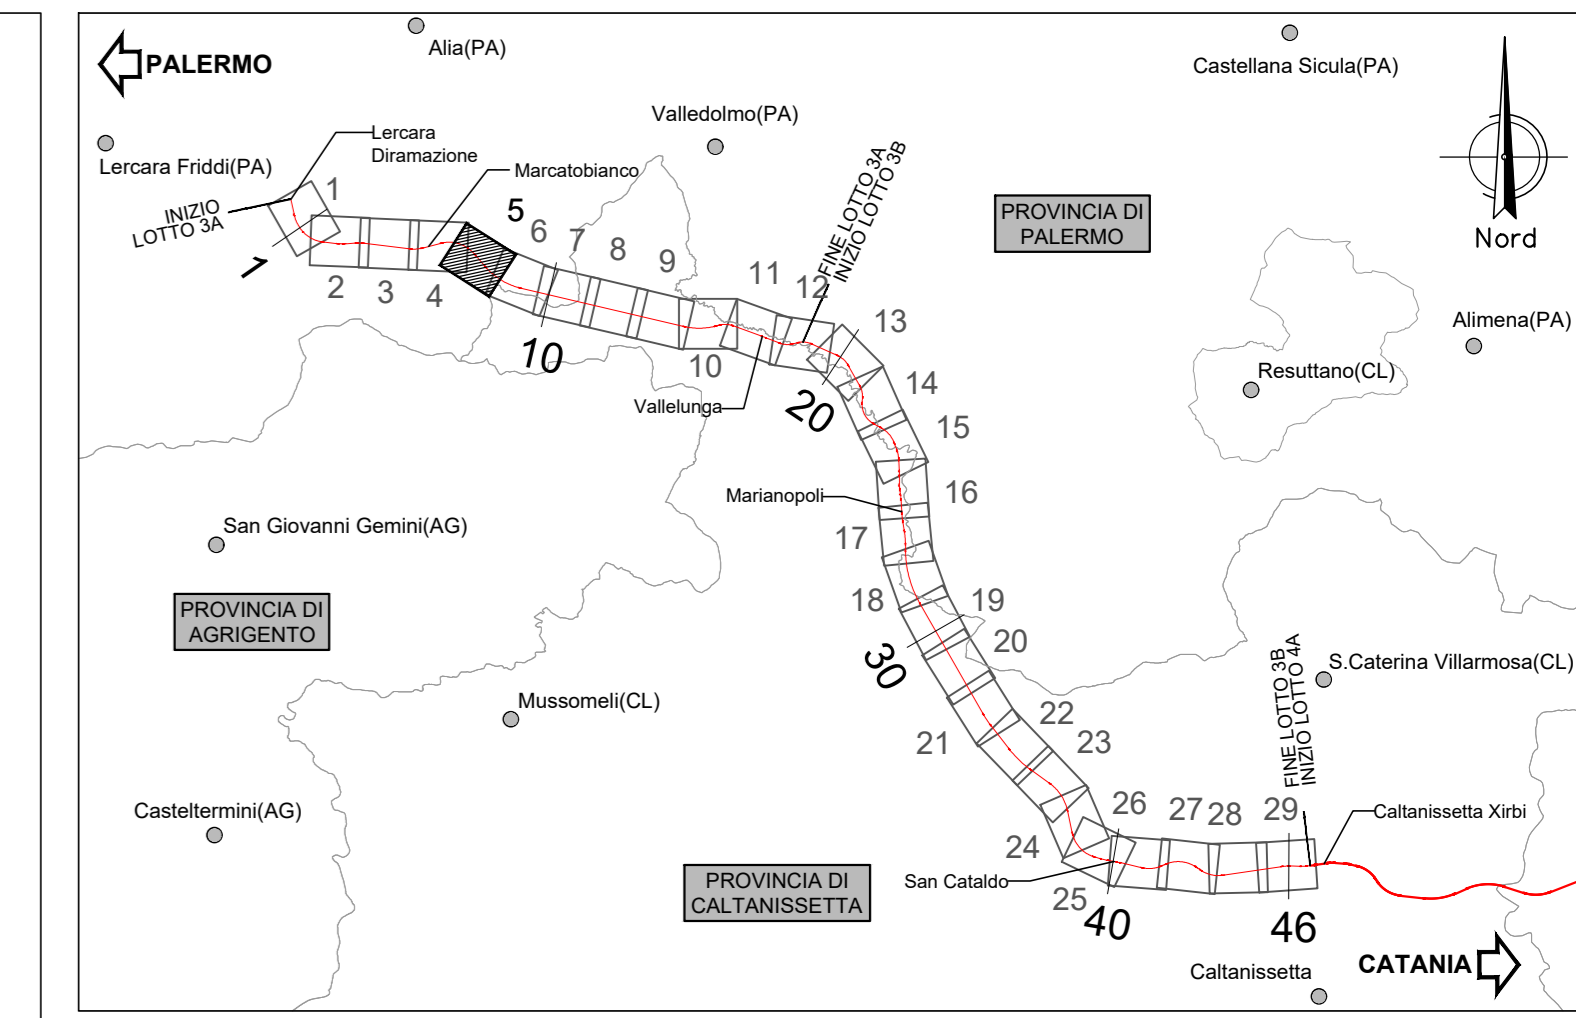 PALERMO
Alia(PA)
Castellana Sicula(PA)
Lercara Friddi(PA)
Lercara
Diramazione
Valledolmo(PA)
Marcatobianco
INIZIO
LOTTO 3A
PROVINCIA DI
PALERMO
Nord
FINE LOTTO 3A
INIZIO LOTTO 3B
1
1
2
3
4
5
6
7
8
9
10
10
11
12
13
14
15
16
17
18
19
20
20
21
22
23
24
25
26
27
28
29
30
40
46
Alimena(PA)
Resuttano(CL)
Vallelunga
Marianopoli
San Giovanni Gemini(AG)
PROVINCIA DI
AGRIGENTO
Mussomeli(CL)
S.Caterina Villarmosa(CL)
FINE LOTTO 3B
INIZIO LOTTO 4A
Casteltermini(AG)
Caltanissetta Xirbi
San Cataldo
PROVINCIA DI
CALTANISSETTA
CATANIA
Caltanissetta